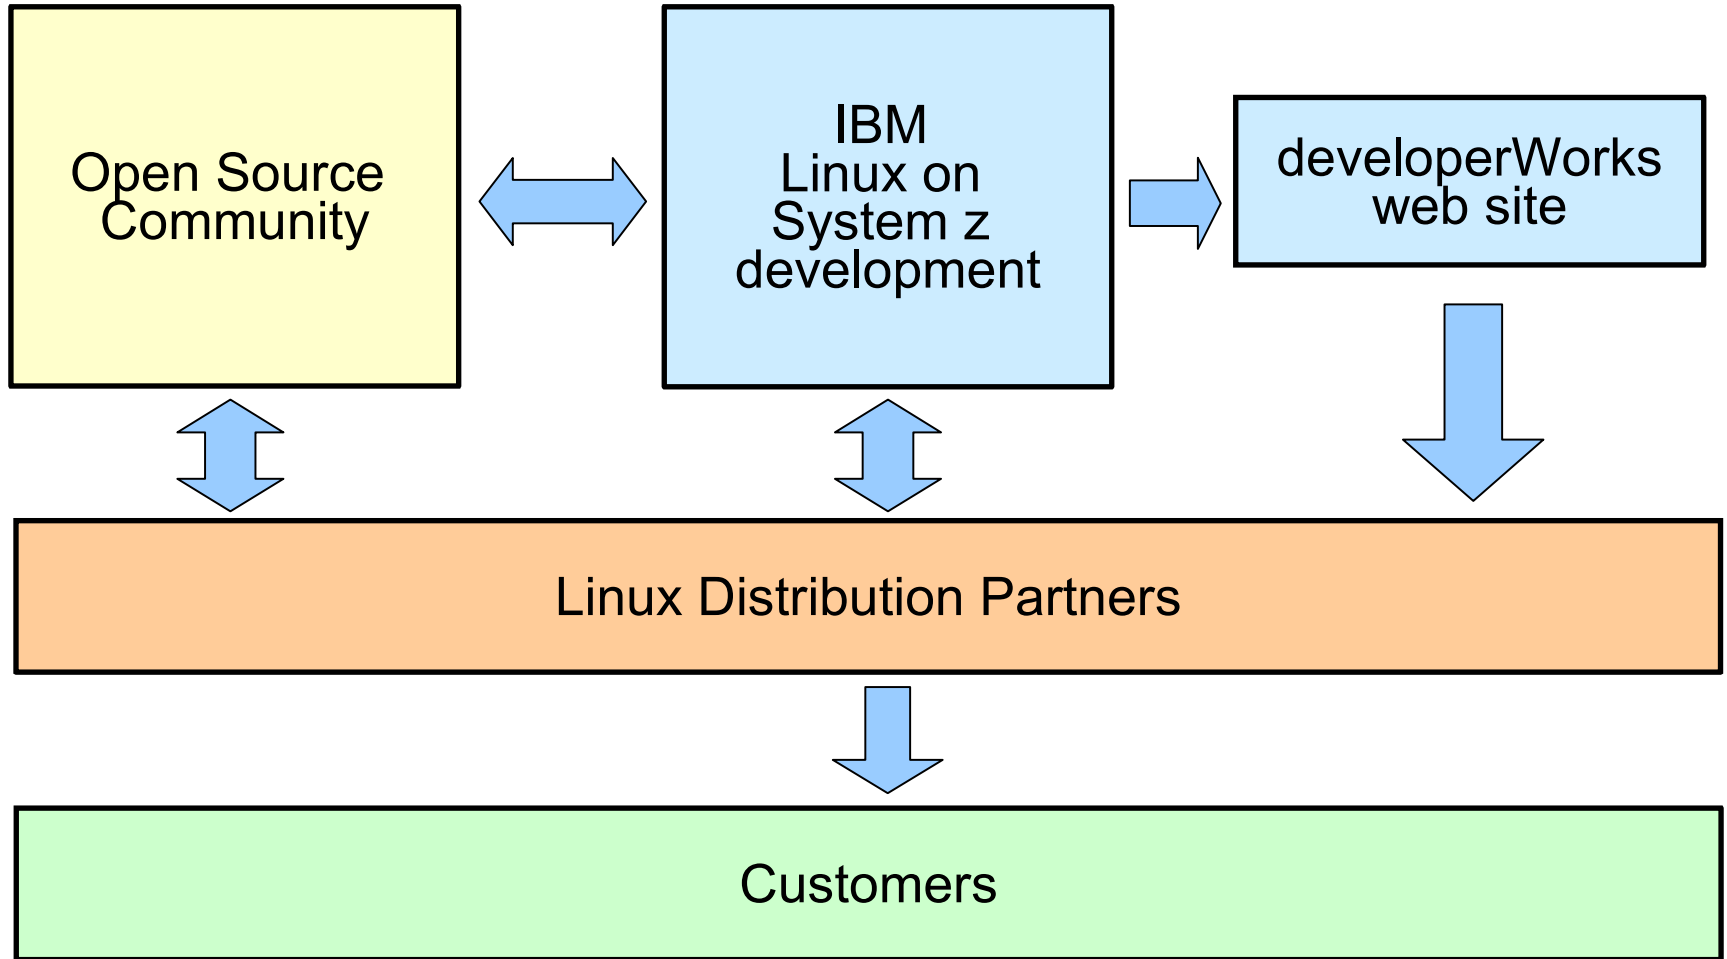 Open Source
Community
IBM
Linux on
System z
development
developerWorks
web site
Linux Distribution Partners
Customers